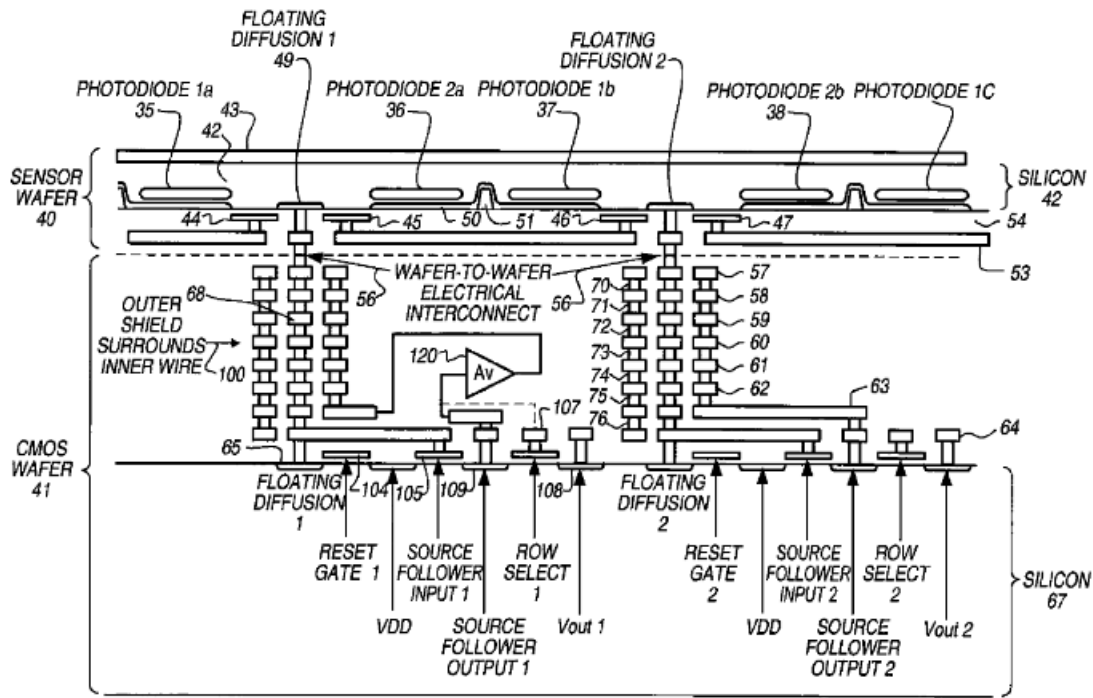 FLOATING
DIFFUSION 1
49
FLOATING
DIFFUSION 2
PHOTODIODE 1a
35
PHOTODIODE 2a
36
PHOTODIODE 1b
37
PHOTODIODE 2b
38
PHOTODIODE 1C
43
42
SENSOR
WAFER
40
SILICON
42
44
45
50
51
46
47
54
53
WAFER-TO-WAFER
ELECTRICAL
INTERCONNECT
56
56
68
OUTER
SHIELD
SURROUNDS
INNER WIRE
100
120
Av
70
71
72
73
74
75
76
57
58
59
60
61
62
63
64
107
CMOS
WAFER
41
65
104
105
109
108
FLOATING
DIFFUSION
1
FLOATING
DIFFUSION
2
RESET
GATE 1
SOURCE
FOLLOWER
INPUT 1
ROW
SELECT
1
RESET
GATE
2
SOURCE
FOLLOWER
INPUT 2
ROW
SELECT 2
SILICON
67
VDD
SOURCE
FOLLOWER
OUTPUT 1
Vout 1
VDD
SOURCE
FOLLOWER
OUTPUT 2
Vout 2